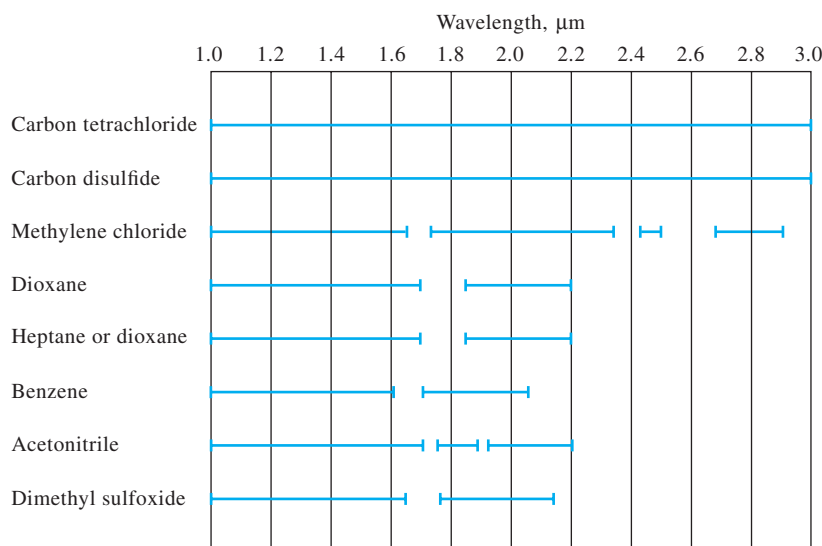 Wavelength, μm
1.0 1.2 1.4 1.6 1.8 2.0 2.2 2.4 2.6 2.8 3.0
Carbon tetrachloride
Carbon disulfide
Methylene chloride
Dioxane
Heptane or dioxane
Benzene
Acetonitrile
Dimethyl sulfoxide